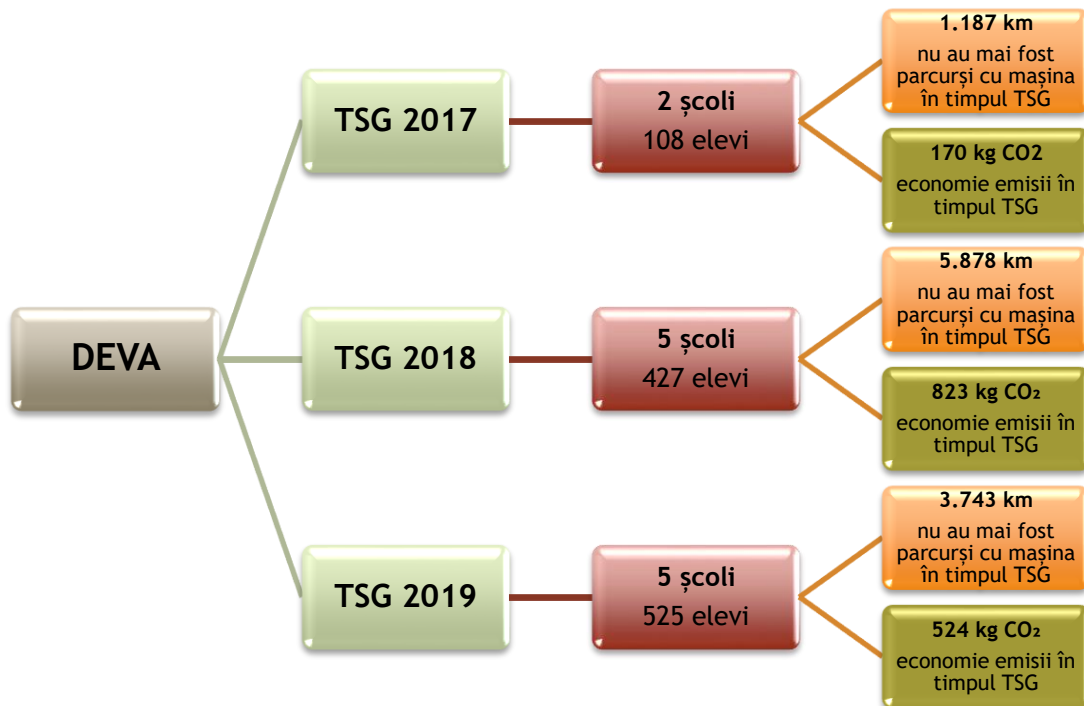 DEVA
TSG 2017
2 școli
108 elevi
1.187 km
nu au mai fost
parcurși cu mașina
în timpul TSG
170 kg CO2
economie emisii în
timpul TSG
TSG 2018
5 școli
427 elevi
5.878 km
nu au mai fost
parcurși cu mașina
în timpul TSG
823 kg CO₂
economie emisii în
timpul TSG
TSG 2019
5 școli
525 elevi
3.743 km
nu au mai fost
parcurși cu mașina
în timpul TSG
524 kg CO₂
economie emisii în
timpul TSG